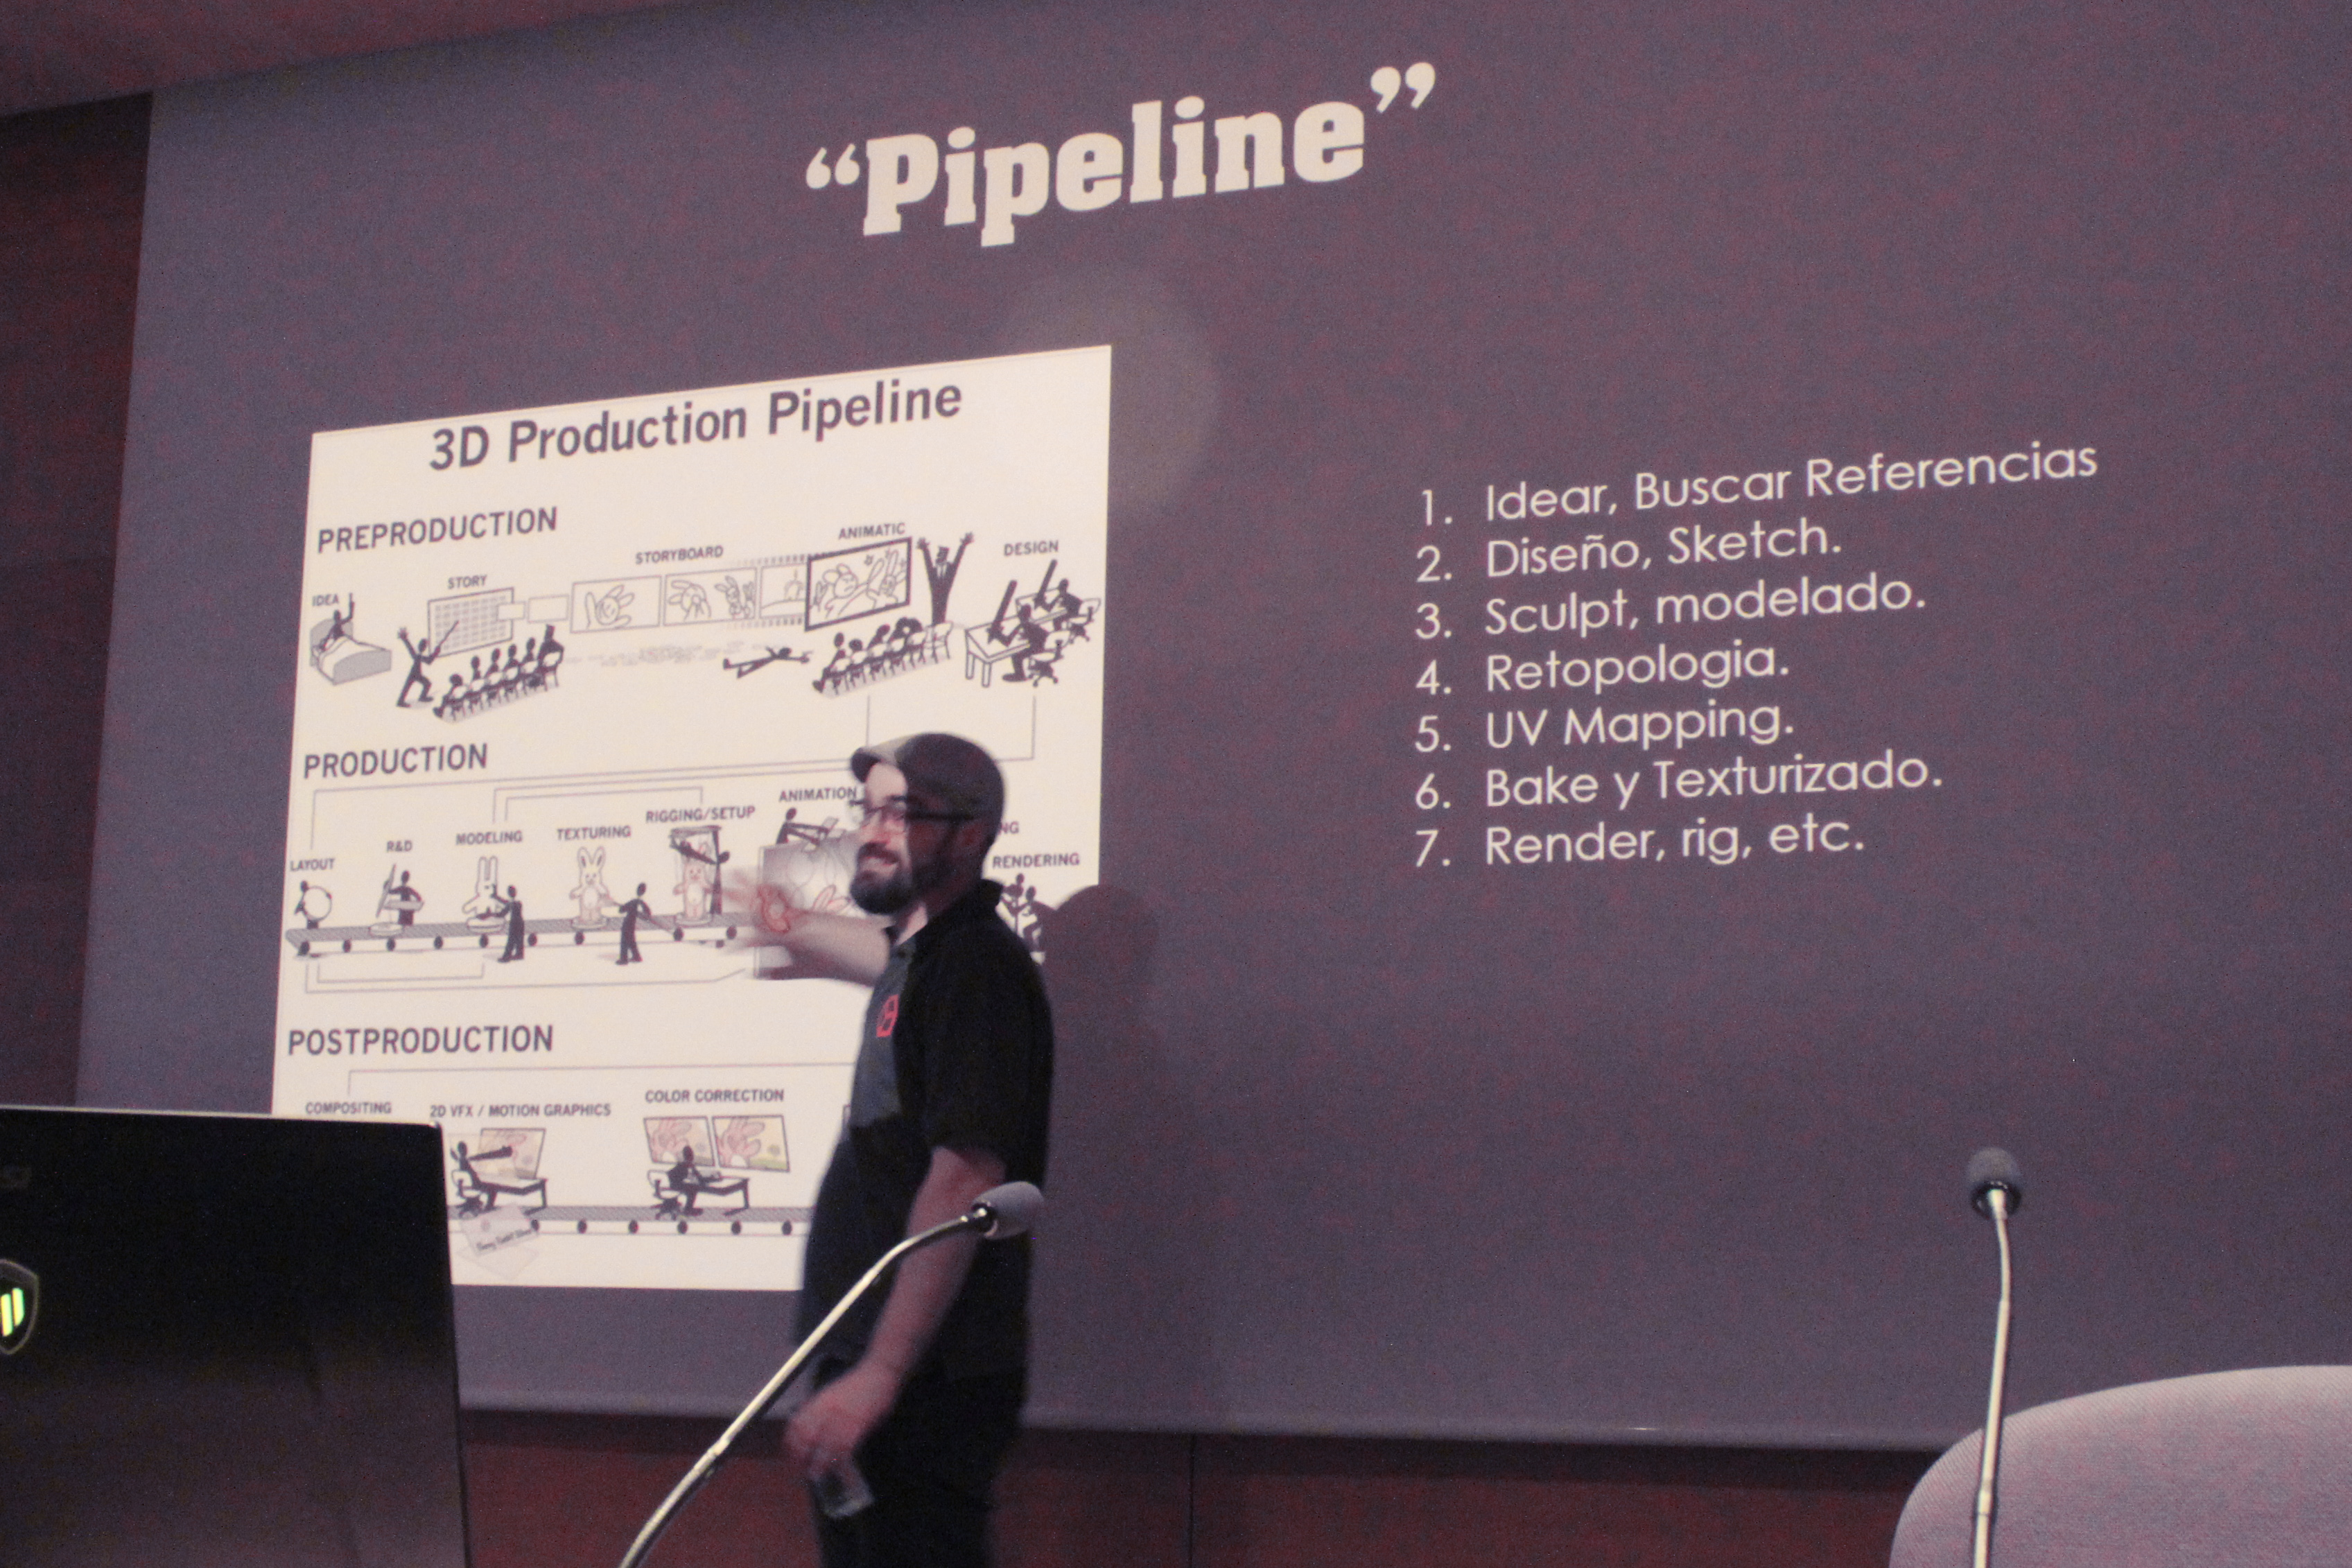 “Pipeline”
3D Production Pipeline
PREPRODUCTION
IDEA
STORY
STORYBOARD
ANIMATIC
DESIGN
PRODUCTION
LAYOUT
R&D
MODELING
TEXTURING
RIGGING/SETUP
ANIMATION
RENDERING
POSTPRODUCTION
COMPOSITING
2D VFX / MOTION GRAPHICS
COLOR CORRECTION
1. Idear, Buscar Referencias
2. Diseño, Sketch.
3. Sculpt, modelado.
4. Retopologia.
5. UV Mapping.
6. Bake y Texturizado.
7. Render, rig, etc.